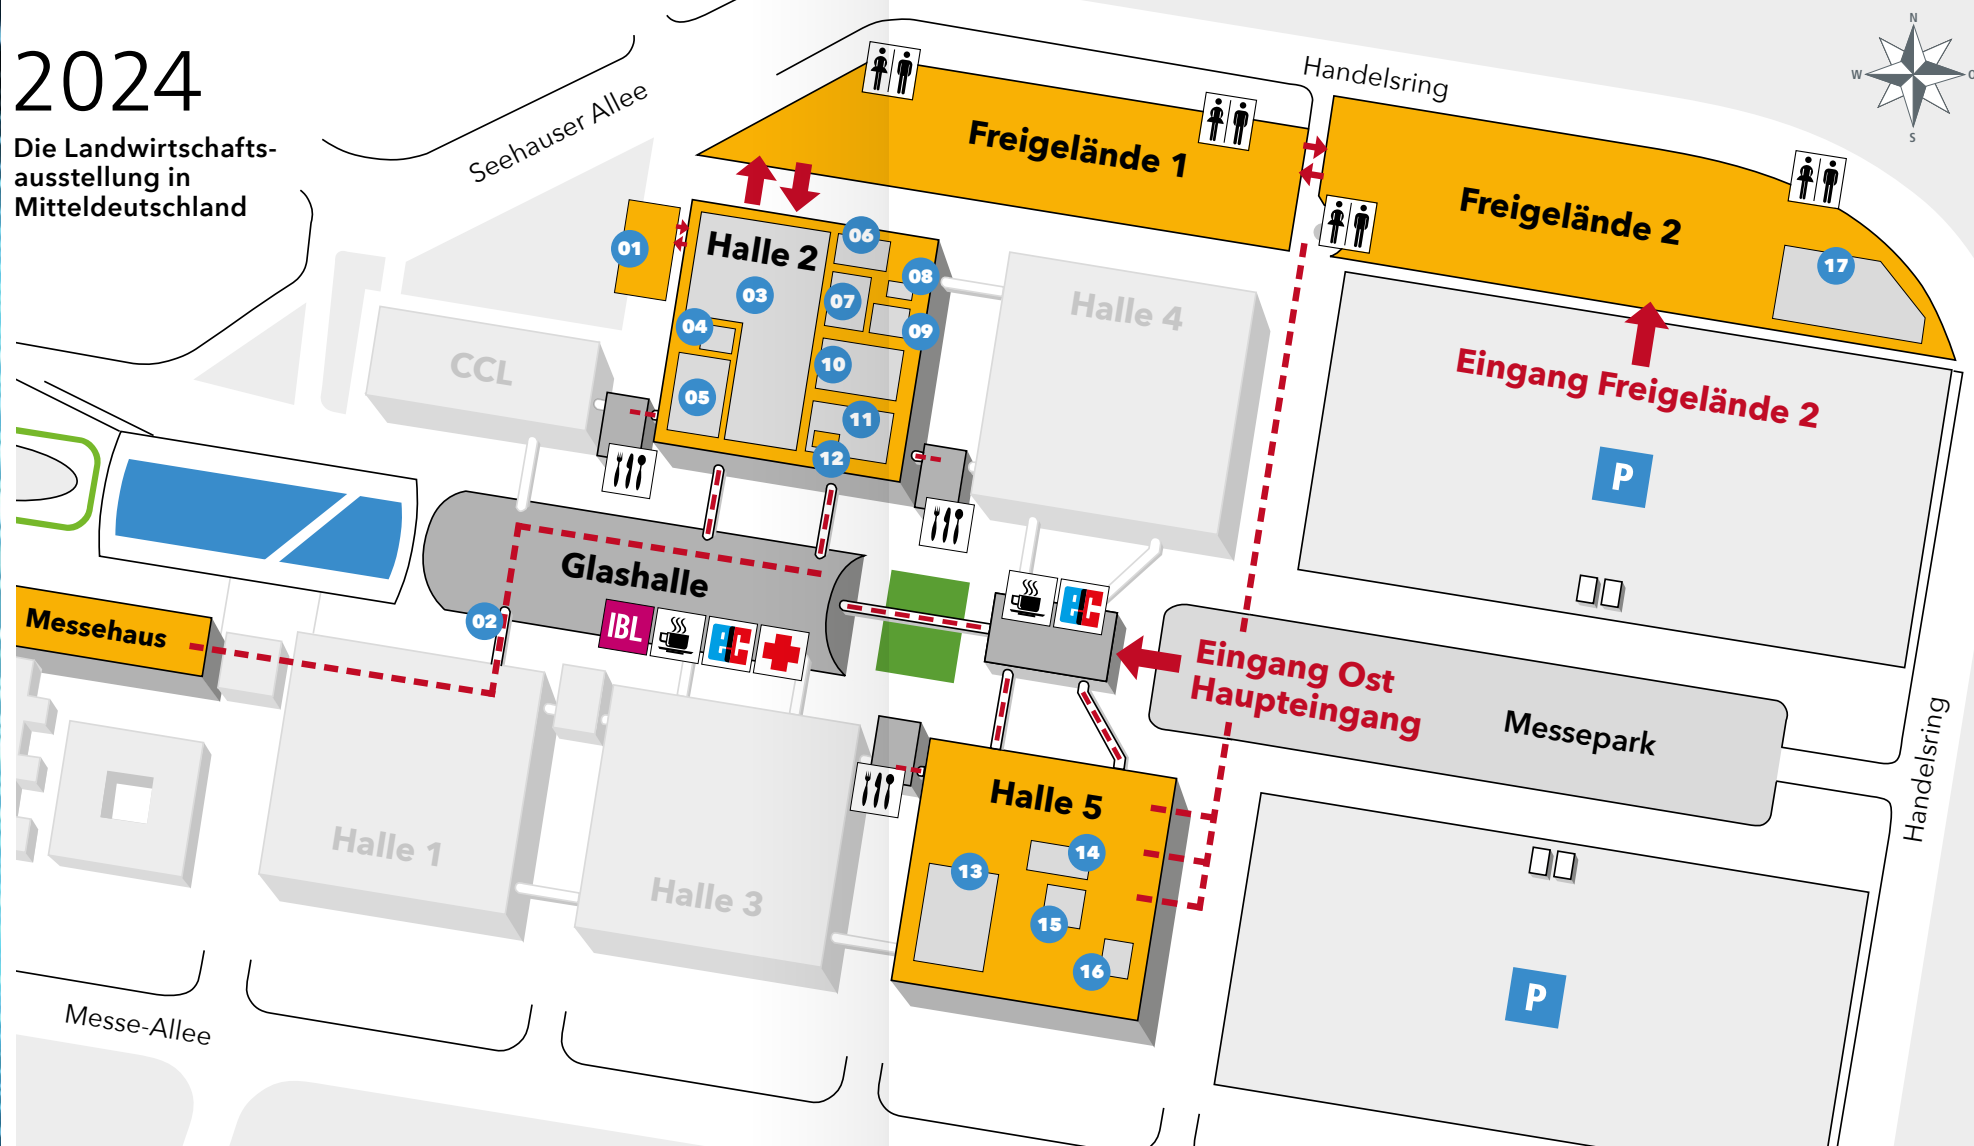 2024
Die Landwirtschafts-
ausstellung in
Mitteldeutschland
Seehauser Allee
Handelsring
N
W
O
S
Freigelände 1
Freigelände 2
17
01
Halle 2
03
04
05
06
07
08
09
10
11
12
Halle 4
CCL
Eingang Freigelände 2
P
Glashalle
02
IBL
ec
ec
Messehaus
Eingang Ost
Haupteingang
Messepark
Handelsring
Halle 5
13
14
15
16
Halle 1
Halle 3
P
Messe-Allee